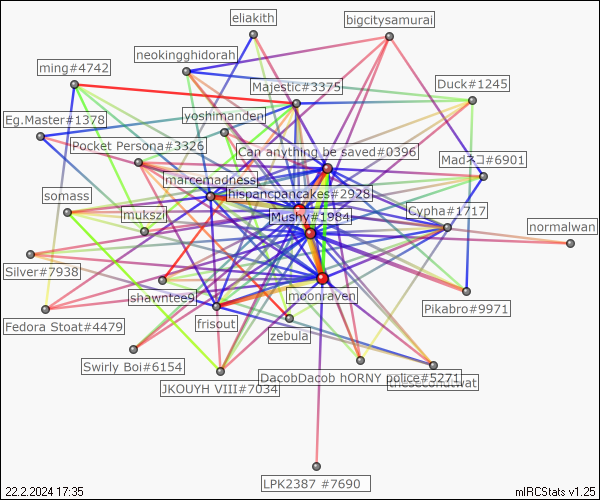 eliakith
bigcitysamurai
neokingghidorah
ming#4742
Majestic#3375
Duck#1245
Eg.Master#1378
yoshimanden
Pocket Persona#3326
Can anything be saved#0396
Madネコ#6901
marcemadness
hispancpancakes#2928
somass
mukszi
Mushy#1984
Cypha#1717
normalwan
Silver#7938
shawntee9
moonraven
Pikabro#9971
Fedora Stoat#4479
frisout
zebula
Swirly Boi#6154
JKOUYH VIII#7034
DacobDacob hORNY police#5271
LPK2387 #7690
22.2.2024 17:35
mIRCStats v1.25